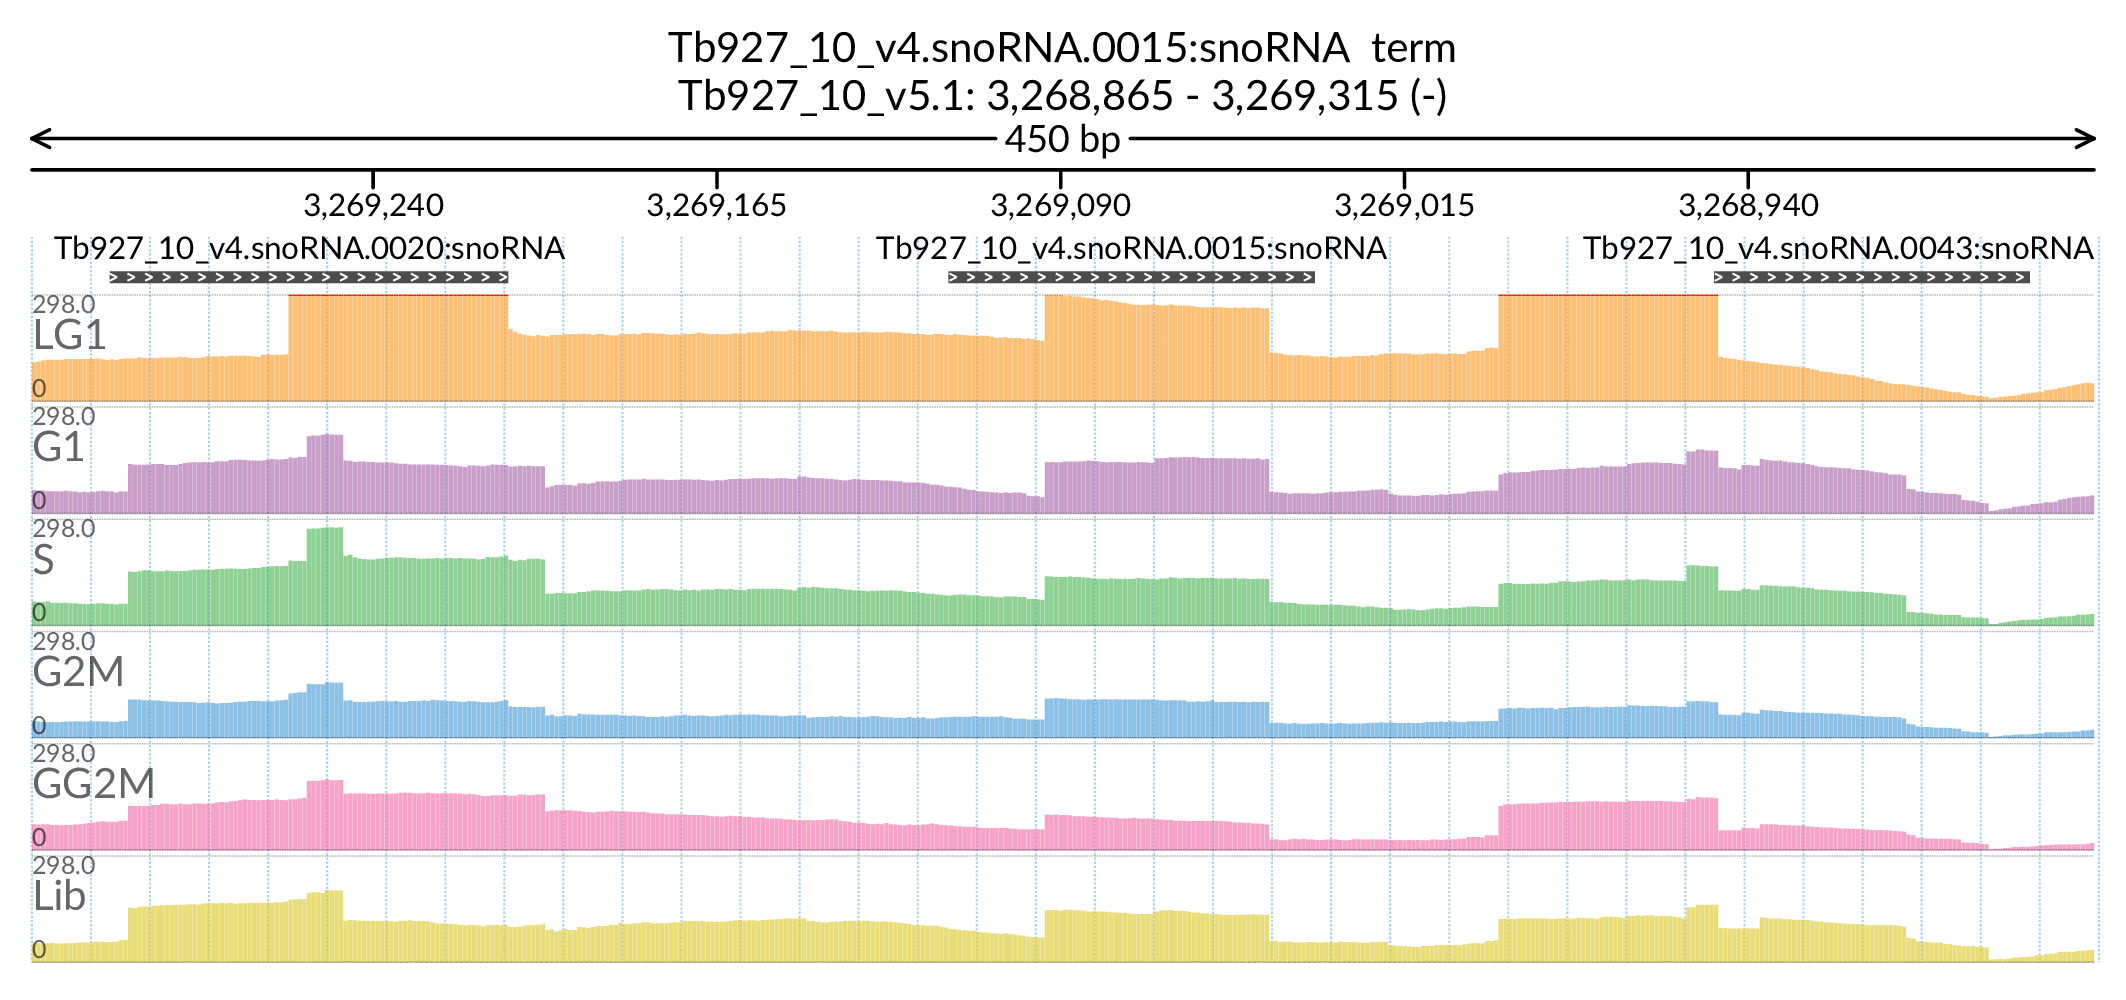 Tb927_10_v4.snoRNA.0015:snoRNA term
Tb927_10_v5.1: 3,268,865 - 3,269,315 (-)
450 bp
3,269,240 3,269,165 3,269,090 3,269,015 3,268,940
Tb927_10_v4.snoRNA.0020:snoRNA Tb927_10_v4.snoRNA.0015:snoRNA Tb927_10_v4.snoRNA.0043:snoRNA
298.0
LG1
0
298.0
G1
0
298.0
S
0
298.0
G2M
0
298.0
GG2M
0
298.0
Lib
0